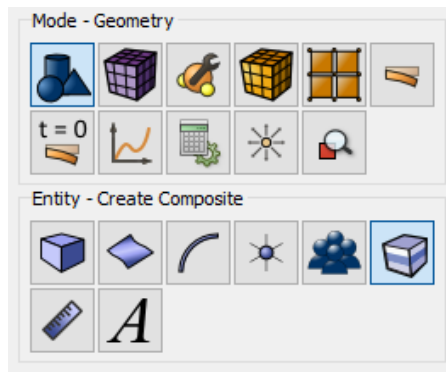 Mode - Geometry
t = 0
Entity - Create Composite
A